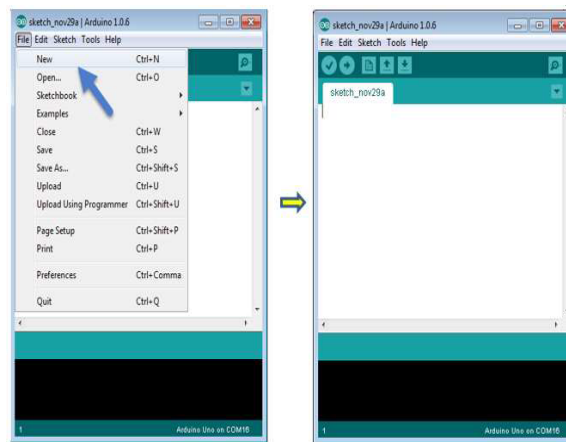 sketch_nov29a | Arduino 1.0.6
File Edit Sketch Tools Help
New Ctrl+N
Open... Ctrl+O
Sketchbook
Examples
Close Ctrl+W
Save Ctrl+S
Save As... Ctrl+Shift+S
Upload Ctrl+U
Upload Using Programmer Ctrl+Shift+U
Page Setup Ctrl+Shift+P
Print Ctrl+P
Preferences Ctrl+Comma
Quit Ctrl+Q
1 Arduino Uno on COM16
sketch_nov29a | Arduino 1.0.6
File Edit Sketch Tools Help
sketch_nov29a
1 Arduino Uno on COM16